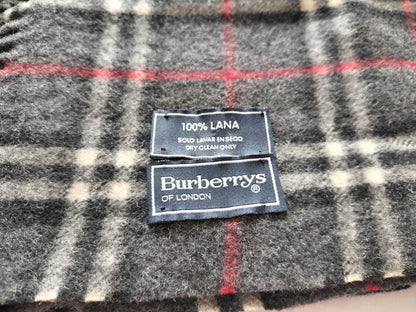 100% LANA
SOLO LAVAR EN SECO
DRY CLEAN ONLY
Burberrys®
OF LONDON